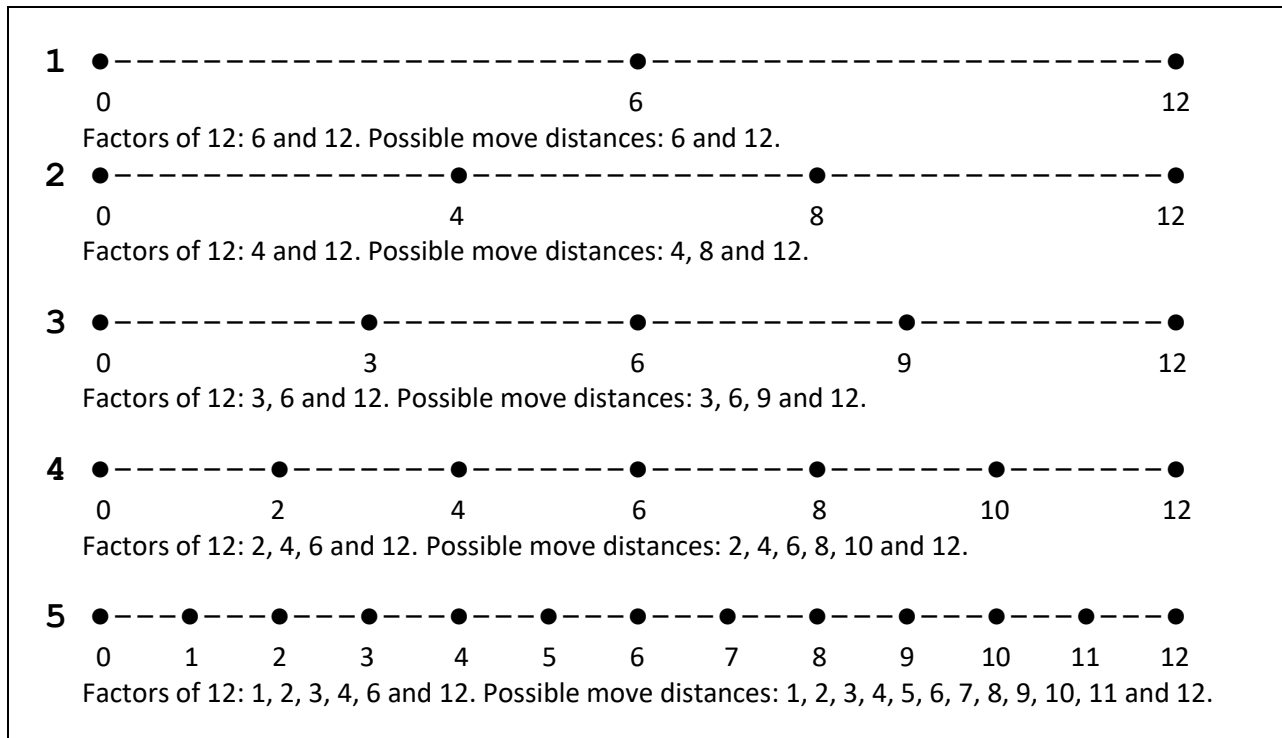 1 ●-----------------●-----------------●
0 6 12
Factors of 12: 6 and 12. Possible move distances: 6 and 12.
2 ●-----------●-----------●-----------●
0 4 8 12
Factors of 12: 4 and 12. Possible move distances: 4, 8 and 12.
3 ●--------●--------●--------●--------●
0 3 6 9 12
Factors of 12: 3, 6 and 12. Possible move distances: 3, 6, 9 and 12.
4 ●-----●-----●-----●-----●-----●-----●
0 2 4 6 8 10 12
Factors of 12: 2, 4, 6 and 12. Possible move distances: 2, 4, 6, 8, 10 and 12.
5 ●--●--●--●--●--●--●--●--●--●--●--●--●
0 1 2 3 4 5 6 7 8 9 10 11 12
Factors of 12: 1, 2, 3, 4, 6 and 12. Possible move distances: 1, 2, 3, 4, 5, 6, 7, 8, 9, 10, 11 and 12.